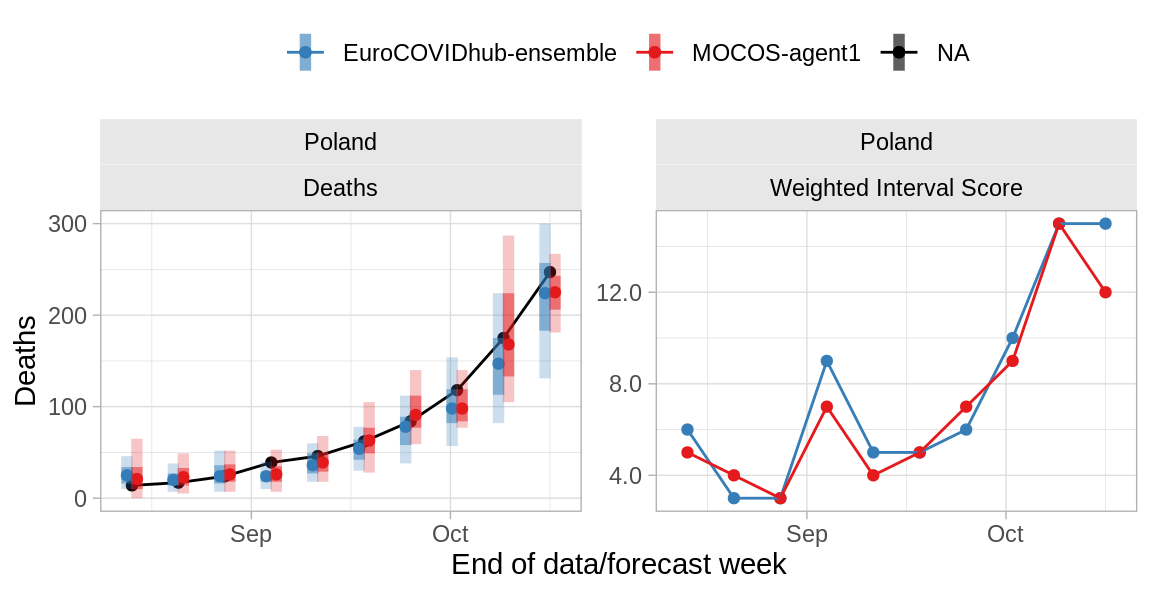 EuroCOVIDhub-ensemble MOCOS-agent1 NA
Poland
Deaths
Poland
Weighted Interval Score
Deaths
300
200
100
0
12.0
8.0
4.0
Sep Oct
Sep Oct
End of data/forecast week